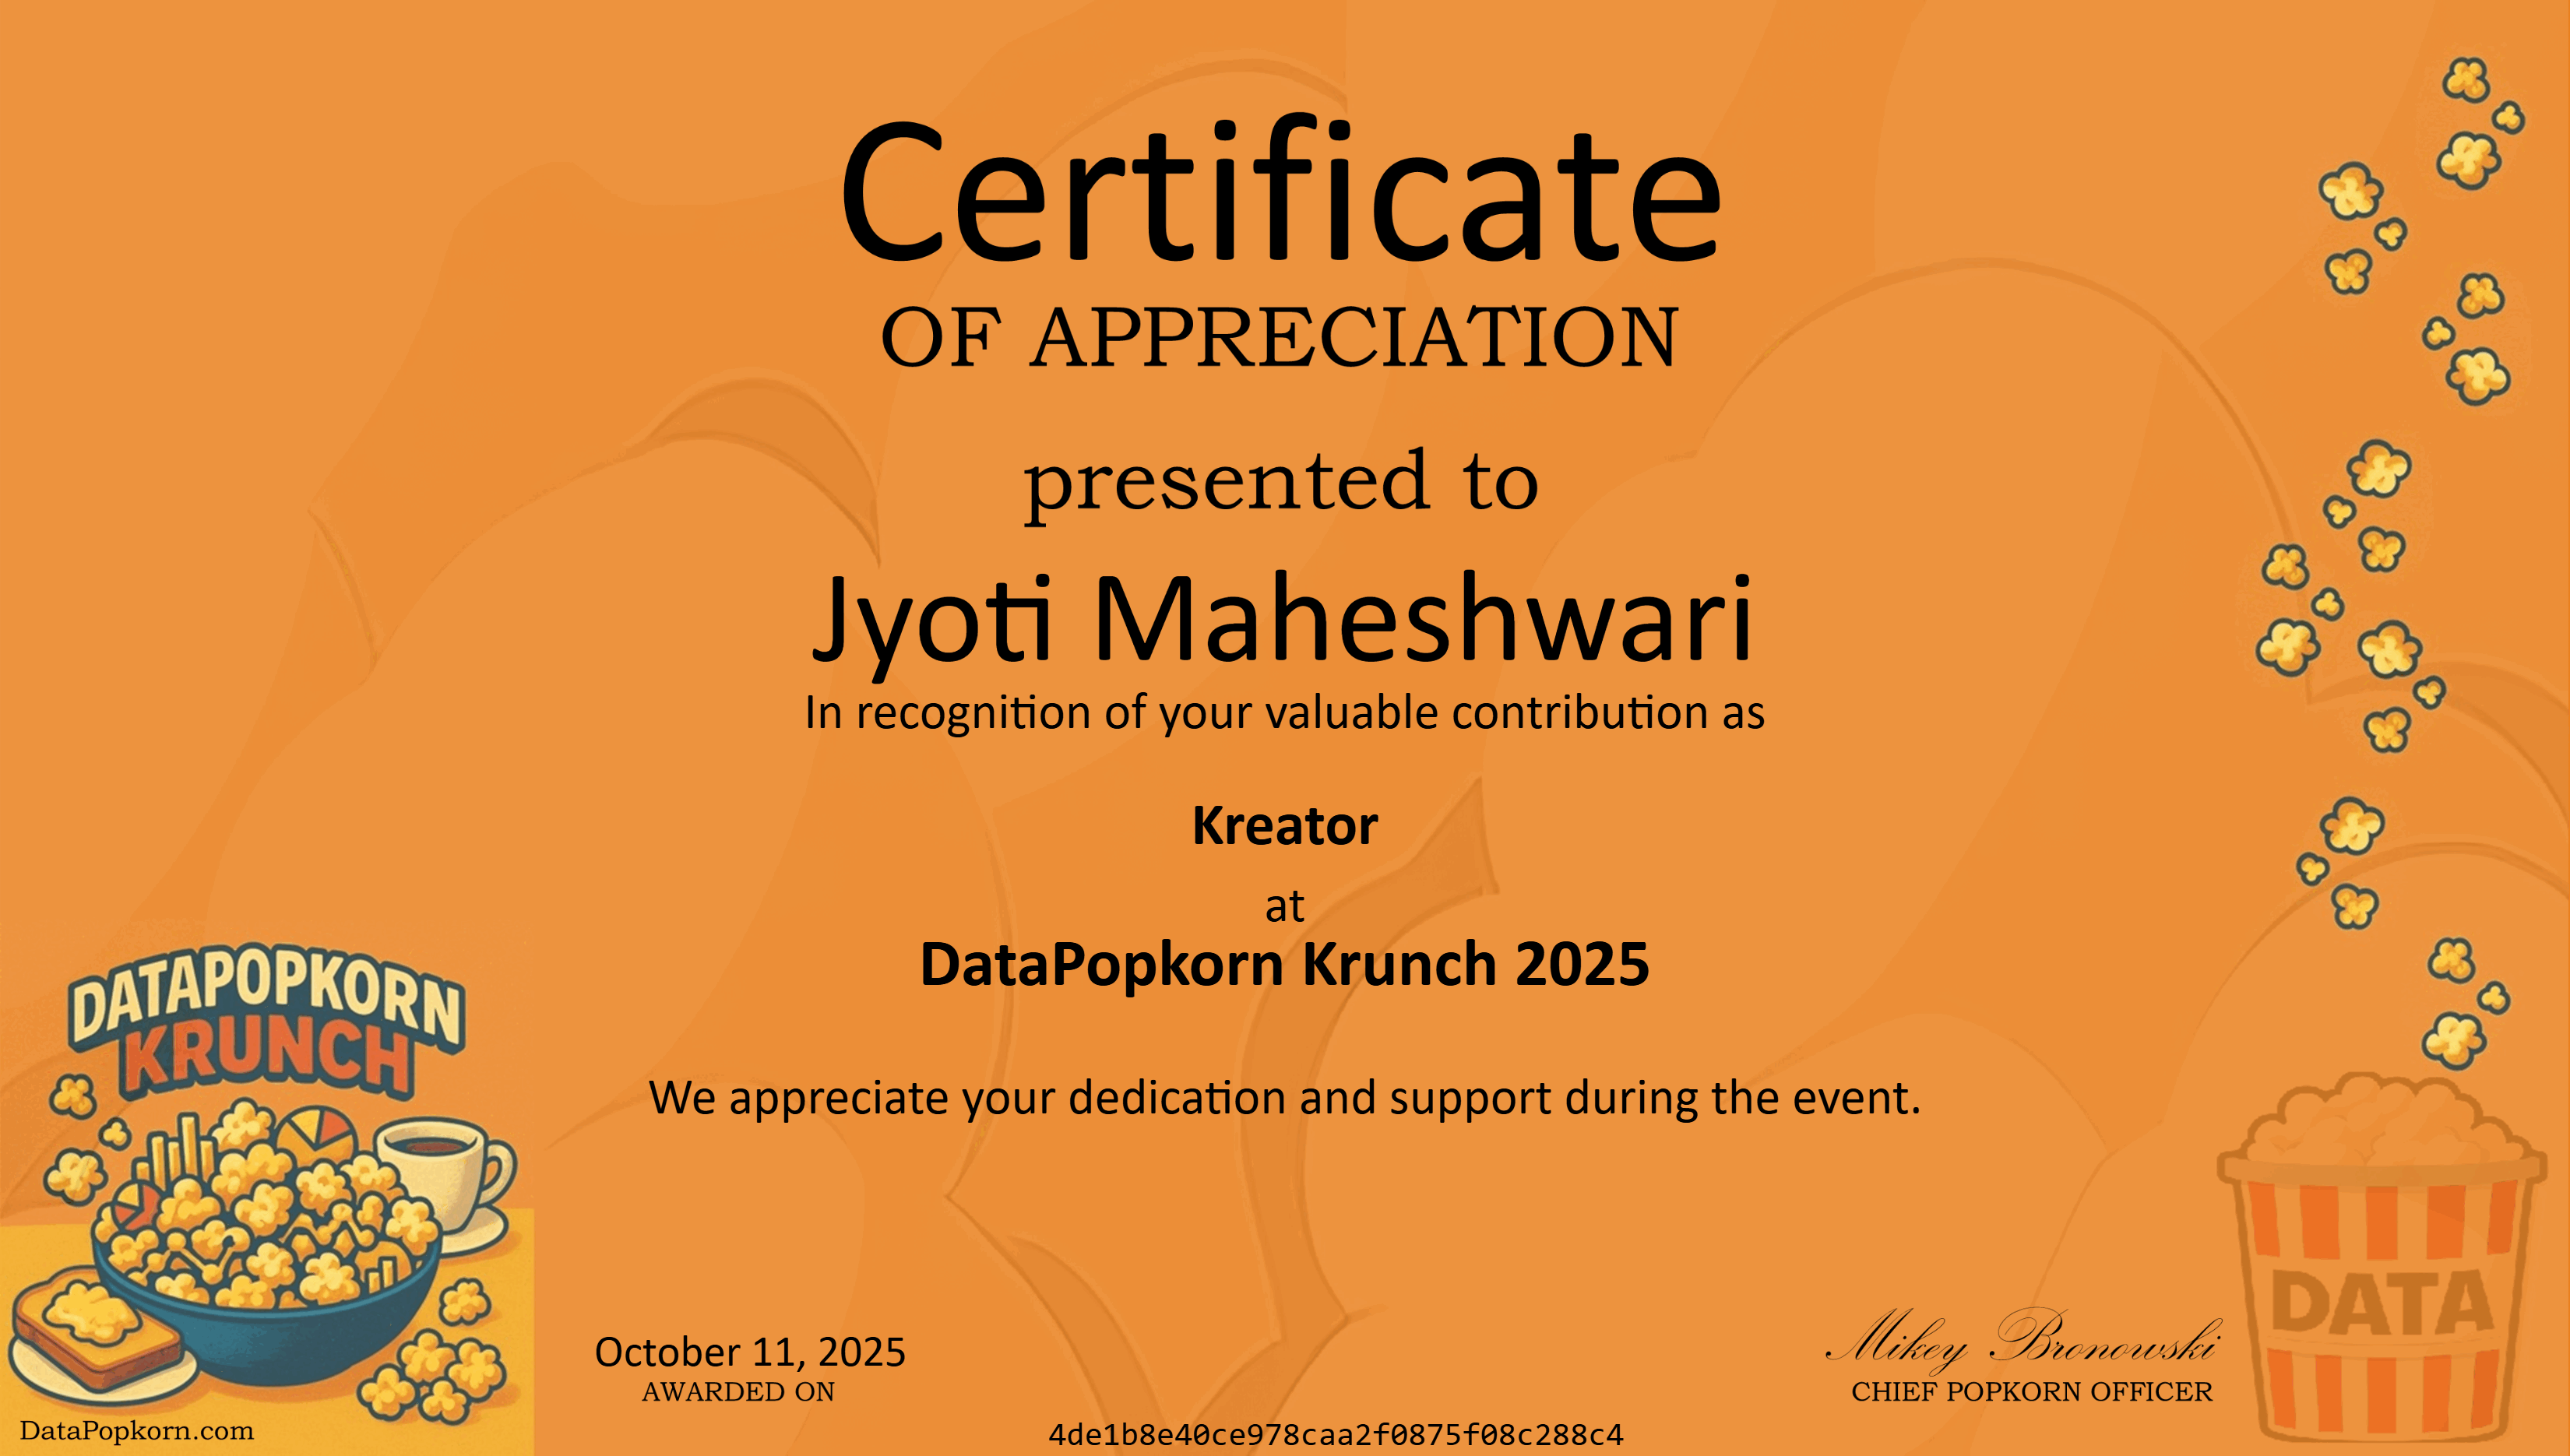 Certificate
OF APPRECIATION
presented to
Jyoti Maheshwari
In recognition of your valuable contribution as
Kreator
at
DataPopkorn Krunch 2025
We appreciate your dedication and support during the event.
DATAPOPKORN
KRUNCH
DATA
October 11, 2025
AWARDED ON
Mikey Bronowski
CHIEF POPKORN OFFICER
DataPopkorn.com
4de1b8e40ce978caa2f0875f08c288c4